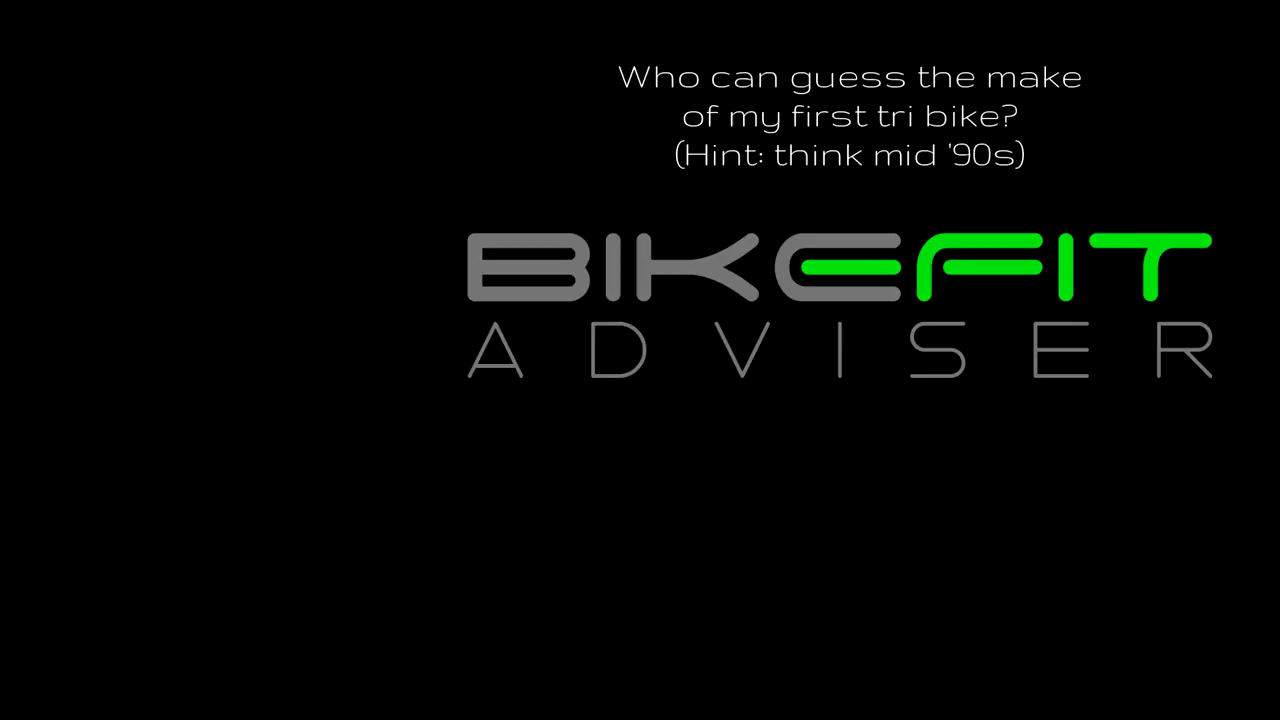 Who can guess the make
of my first tri bike?
(Hint: think mid '90s)
BIKEFIT
ADVISER